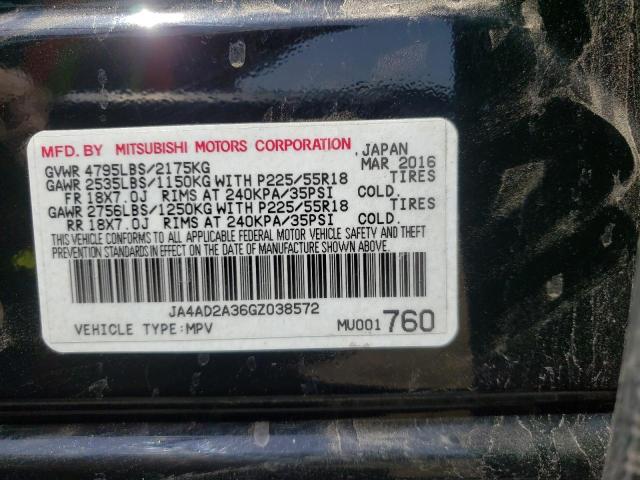 MFD. BY MITSUBISHI MOTORS CORPORATION, JAPAN
GVWR 4795LBS/2175KG MAR 2016
GAWR 2535LBS/1150KG WITH P225/55R18 TIRES
FR 18X7.0J RIMS AT 240KPA/35PSI COLD.
GAWR 2756LBS/1250KG WITH P225/55R18 TIRES
RR 18X7.0J RIMS AT 240KPA/35PSI COLD.
THIS VEHICLE CONFORMS TO ALL APPLICABLE FEDERAL MOTOR VEHICLE SAFETY AND THEFT
PREVENTION STANDARDS IN EFFECT ON THE DATE OF MANUFACTURE SHOWN ABOVE.
JA4AD2A36GZ038572
VEHICLE TYPE:MPV MU001760